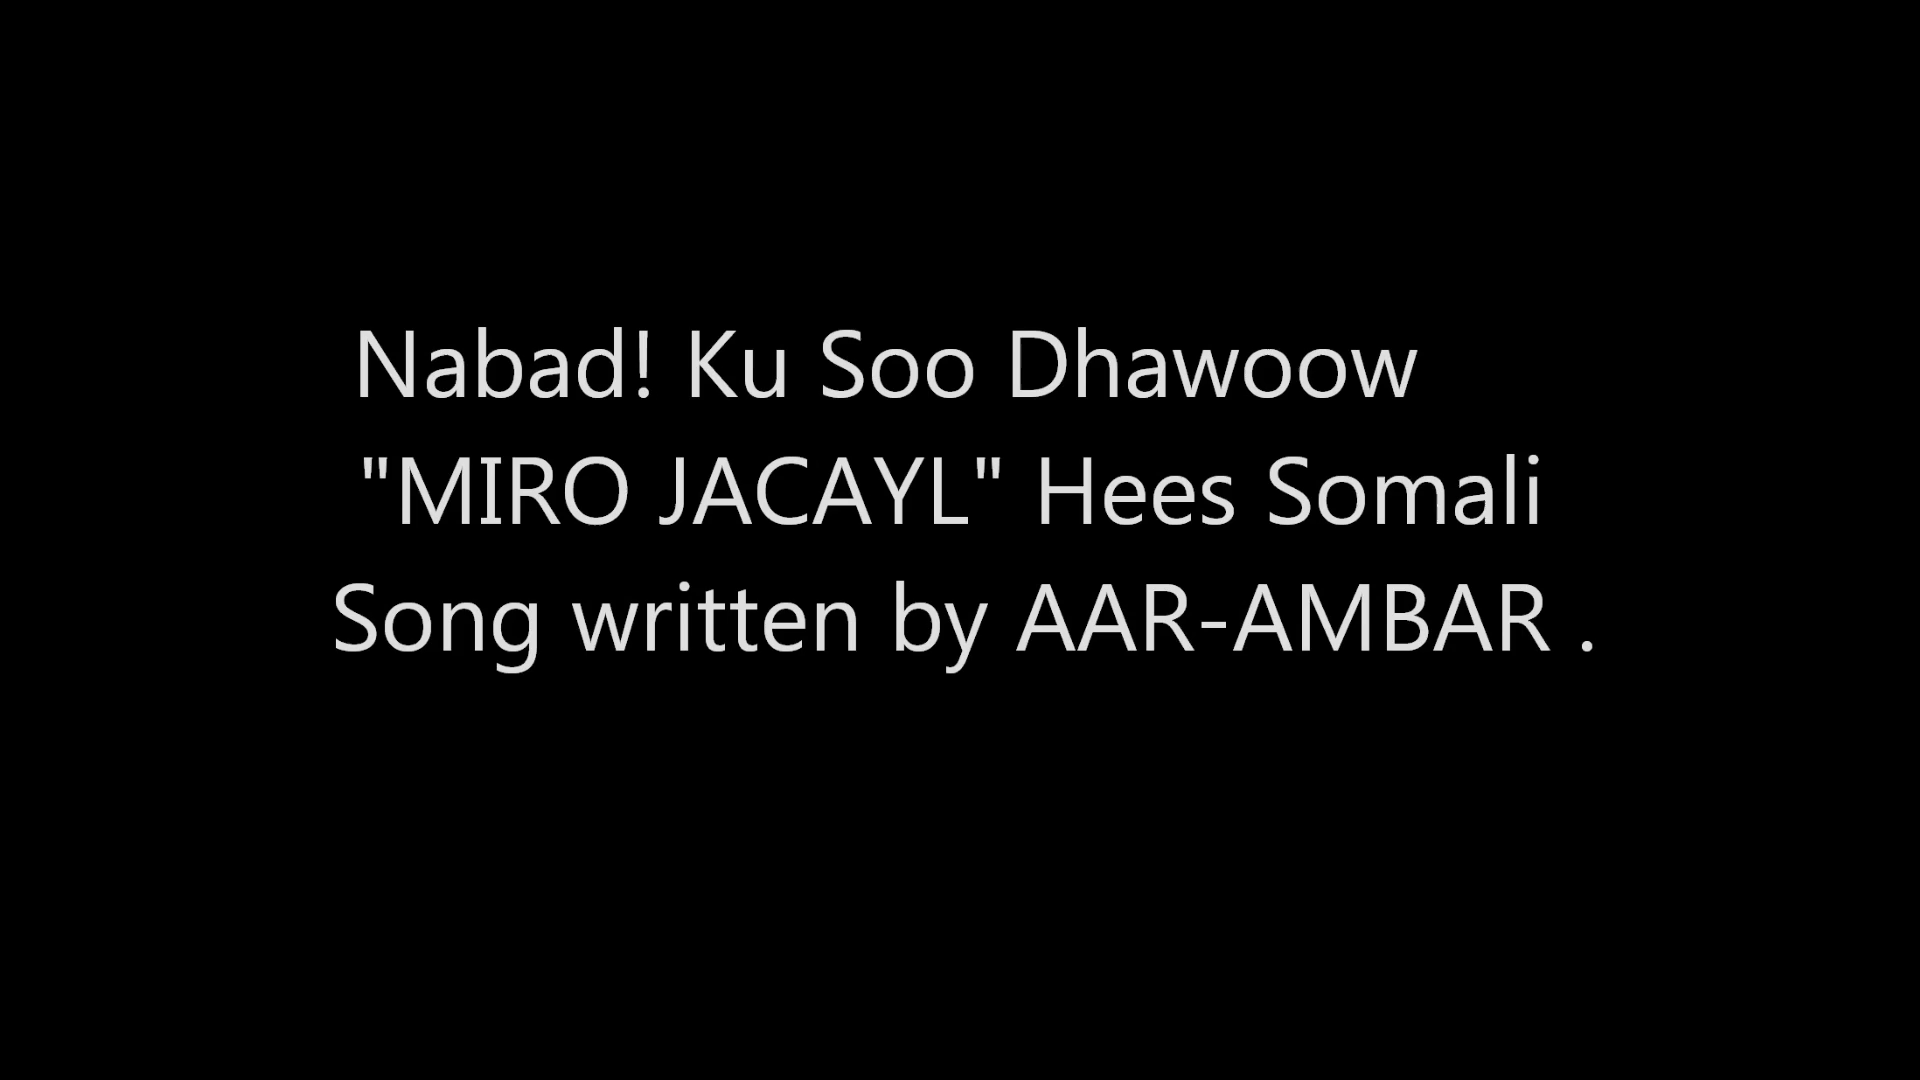 Nabad! Ku Soo Dhawoow
"MIRO JACAYL" Hees Somali
Song written by AAR-AMBAR .